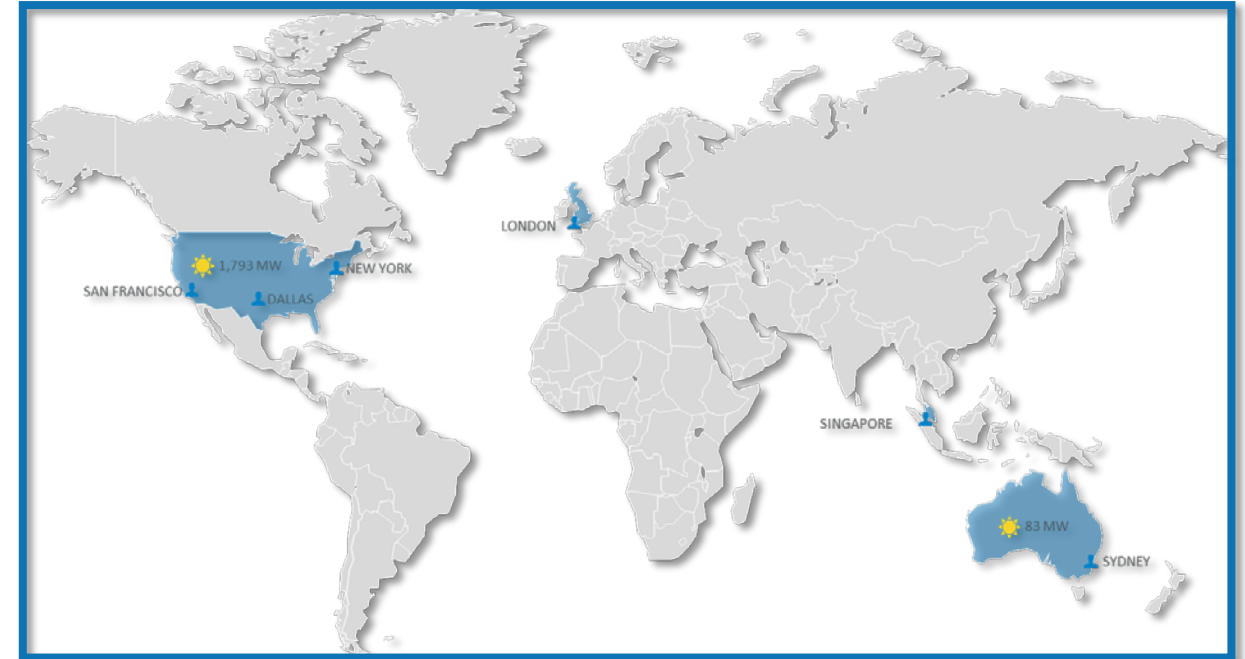 LONDON
1,793 MW
NEW YORK
SAN FRANCISCO
DALLAS
SINGAPORE
83 MW
SYDNEY